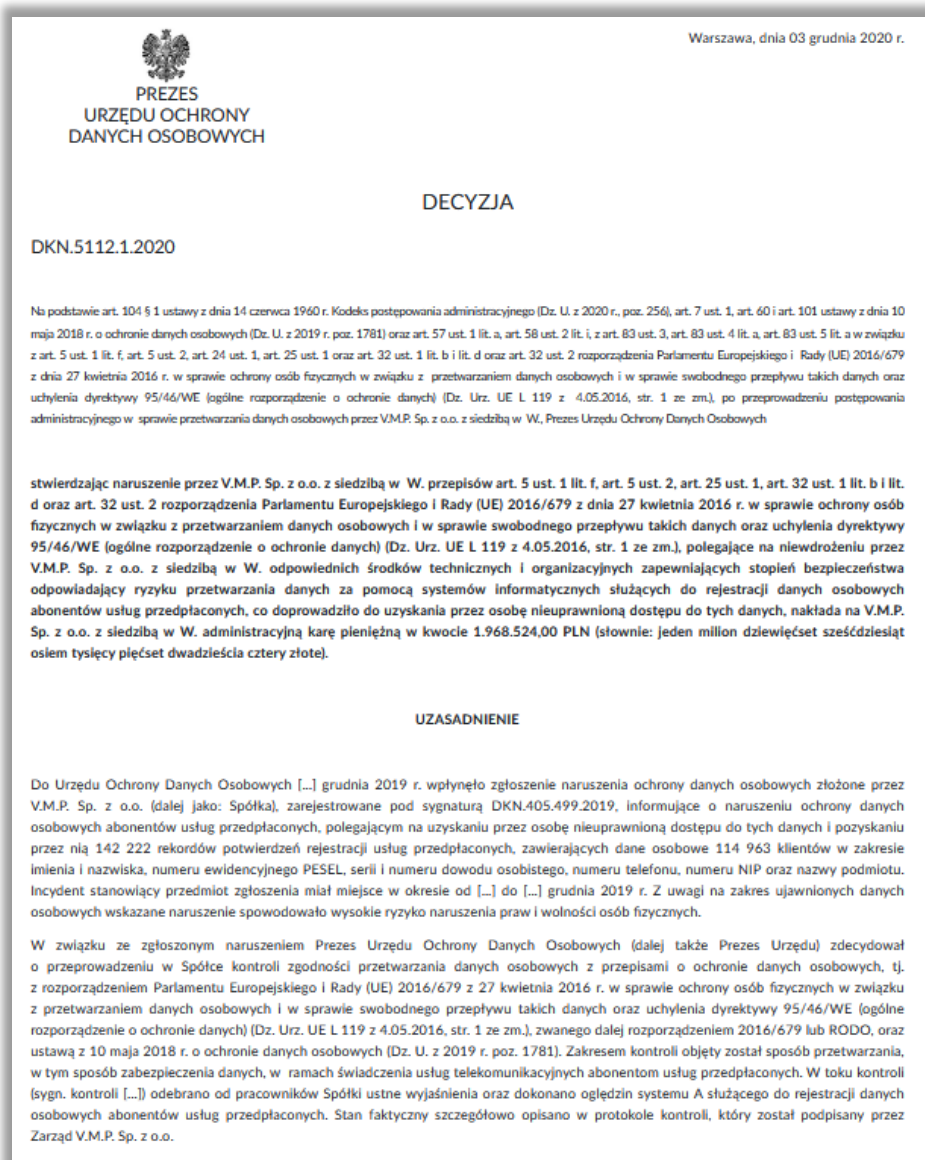 Warszawa, dnia 03 grudnia 2020 r.
PREZES
URZĘDU OCHRONY
DANYCH OSOBOWYCH
DECYZJA
DKN.5112.1.2020
Na podstawie art. 104 § 1 ustawy z dnia 14 czerwca 1960 r. Kodeks postępowania administracyjnego (Dz. U. z 2020 r., poz. 256), art. 7 ust. 1, art. 60 i art. 101 ustawy z dnia 10
maja 2018 r. o ochronie danych osobowych (Dz. U. z 2019 r. poz. 1781) oraz art. 57 ust. 1 lit. a, art. 58 ust. 2 lit. i, z art. 83 ust. 3, art. 83 ust. 4 lit. a, art. 83 ust. 5 lit. a w związku
z art. 5 ust. 1 lit. f, art. 5 ust. 2, art. 24 ust. 1, art. 25 ust. 1 oraz art. 32 ust. 1 lit. b i lit. d oraz art. 32 ust. 2 rozporządzenia Parlamentu Europejskiego i Rady (UE) 2016/679
z dnia 27 kwietnia 2016 r. w sprawie ochrony osób fizycznych w związku z przetwarzaniem danych osobowych i w sprawie swobodnego przepływu takich danych oraz
uchylenia dyrektywy 95/46/WE (ogólne rozporządzenie o ochronie danych) (Dz. Urz. UE L 119 z 4.05.2016, str. 1 ze zm.), po przeprowadzeniu postępowania
administracyjnego w sprawie przetwarzania danych osobowych przez V.M.P. Sp. z o.o. z siedzibą w W., Prezes Urzędu Ochrony Danych Osobowych
stwierdzając naruszenie przez V.M.P. Sp. z o.o. z siedzibą w W. przepisów art. 5 ust. 1 lit. f, art. 5 ust. 2, art. 25 ust. 1, art. 32 ust. 1 lit. b i lit.
d oraz art. 32 ust. 2 rozporządzenia Parlamentu Europejskiego i Rady (UE) 2016/679 z dnia 27 kwietnia 2016 r. w sprawie ochrony osób
fizycznych w związku z przetwarzaniem danych osobowych i w sprawie swobodnego przepływu takich danych oraz uchylenia dyrektywy
95/46/WE (ogólne rozporządzenie o ochronie danych) (Dz. Urz. UE L 119 z 4.05.2016, str. 1 ze zm.), polegające na niewdrożeniu przez
V.M.P. Sp. z o.o. z siedzibą w W. odpowiednich środków technicznych i organizacyjnych zapewniających stopień bezpieczeństwa
odpowiadający ryzyku przetwarzania danych za pomocą systemów informatycznych służących do rejestracji danych osobowych
abonentów usług przedpłaconych, co doprowadziło do uzyskania przez osobę nieuprawnioną dostępu do tych danych, nakłada na V.M.P.
Sp. z o.o. z siedzibą w W. administracyjną karę pieniężną w kwocie 1.968.524,00 PLN (słownie: jeden milion dziewięćset sześćdziesiąt
osiem tysięcy pięćset dwadzieścia cztery złote).
UZASADNIENIE
Do Urzędu Ochrony Danych Osobowych [...] grudnia 2019 r. wpłynęło zgłoszenie naruszenia ochrony danych osobowych złożone przez
V.M.P. Sp. z o.o. (dalej jako: Spółka), zarejestrowane pod sygnaturą DKN.405.499.2019, informujące o naruszeniu ochrony danych
osobowych abonentów usług przedpłaconych, polegającym na uzyskaniu przez osobę nieuprawnioną dostępu do tych danych i pozyskaniu
przez nią 142 222 rekordów potwierdzeń rejestracji usług przedpłaconych, zawierających dane osobowe 114 963 klientów w zakresie
imienia i nazwiska, numeru ewidencyjnego PESEL, serii i numeru dowodu osobistego, numeru telefonu, numeru NIP oraz nazwy podmiotu.
Incydent stanowiący przedmiot zgłoszenia miał miejsce w okresie od [...] do [...] grudnia 2019 r. Z uwagi na zakres ujawnionych danych
osobowych wskazane naruszenie spowodowało wysokie ryzyko naruszenia praw i wolności osób fizycznych.
W związku ze zgłoszonym naruszeniem Prezes Urzędu Ochrony Danych Osobowych (dalej także Prezes Urzędu) zdecydował
o przeprowadzeniu w Spółce kontroli zgodności przetwarzania danych osobowych z przepisami o ochronie danych osobowych, tj.
z rozporządzeniem Parlamentu Europejskiego i Rady (UE) 2016/679 z 27 kwietnia 2016 r. w sprawie ochrony osób fizycznych w związku
z przetwarzaniem danych osobowych i w sprawie swobodnego przepływu takich danych oraz uchylenia dyrektywy 95/46/WE (ogólne
rozporządzenie o ochronie danych) (Dz. Urz. UE L 119 z 4.05.2016, str. 1 ze zm.), zwanego dalej rozporządzeniem 2016/679 lub RODO, oraz
ustawą z 10 maja 2018 r. o ochronie danych osobowych (Dz. U. z 2019 r. poz. 1781). Zakresem kontroli objęty został sposób przetwarzania,
w tym sposób zabezpieczenia danych, w ramach świadczenia usług telekomunikacyjnych abonentom usług przedpłaconych. W toku kontroli
(sygn. kontroli [...]) odebrano od pracowników Spółki ustne wyjaśnienia oraz dokonano oględzin systemu A służącego do rejestracji danych
osobowych abonentów usług przedpłaconych. Stan faktyczny szczegółowo opisano w protokole kontroli, który został podpisany przez
Zarząd V.M.P. Sp. z o.o.